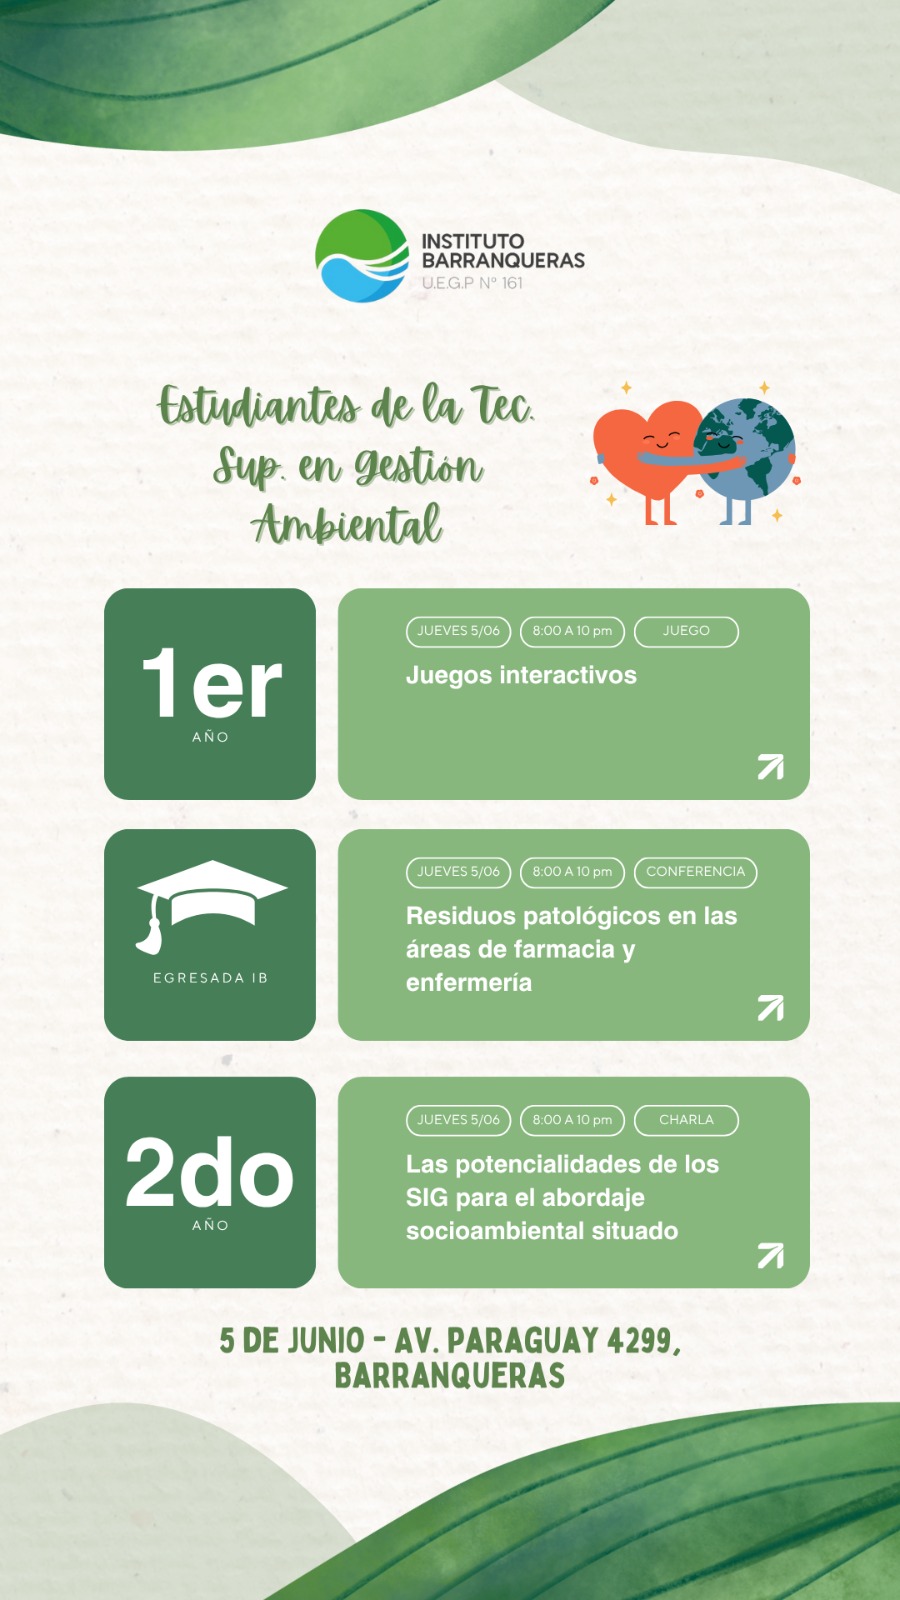 INSTITUTO
BARRANQUERAS
U.E.G.P N° 161
Estudiantes de la Tec.
Sup. en Gestión
Ambiental
1er
AÑO
JUEVES 5/06
8:00 A 10 pm
JUEGO
Juegos interactivos
EGRESADA IB
JUEVES 5/06
8:00 A 10 pm
CONFERENCIA
Residuos patológicos en las
áreas de farmacia y
enfermería
2do
AÑO
JUEVES 5/06
8:00 A 10 pm
CHARLA
Las potencialidades de los
SIG para el abordaje
socioambiental situado
5 DE JUNIO - AV. PARAGUAY 4299,
BARRANQUERAS